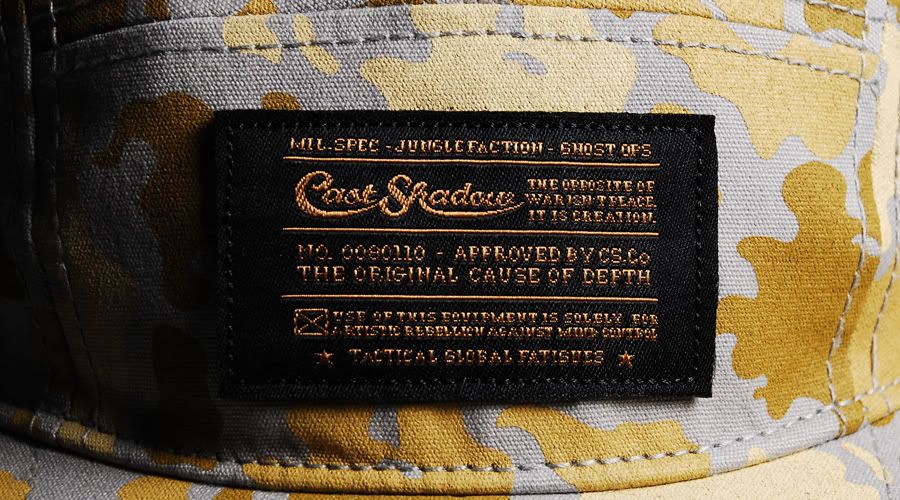 MIL.SPEC - JUNGLE FACTION - GHOST OPS
Cast Shadow
THE OPPOSITE OF
WAR ISN'T PEACE.
IT IS CREATION.
NO. 0090110 - APPROVED BY CS.Co
THE ORIGINAL CAUSE OF DEPTH
USE OF THIS EQUIPMENT IS SOLELY FOR
ARTISTIC REBELLION AGAINST MIND CONTROL
TACTICAL GLOBAL FATIGUES